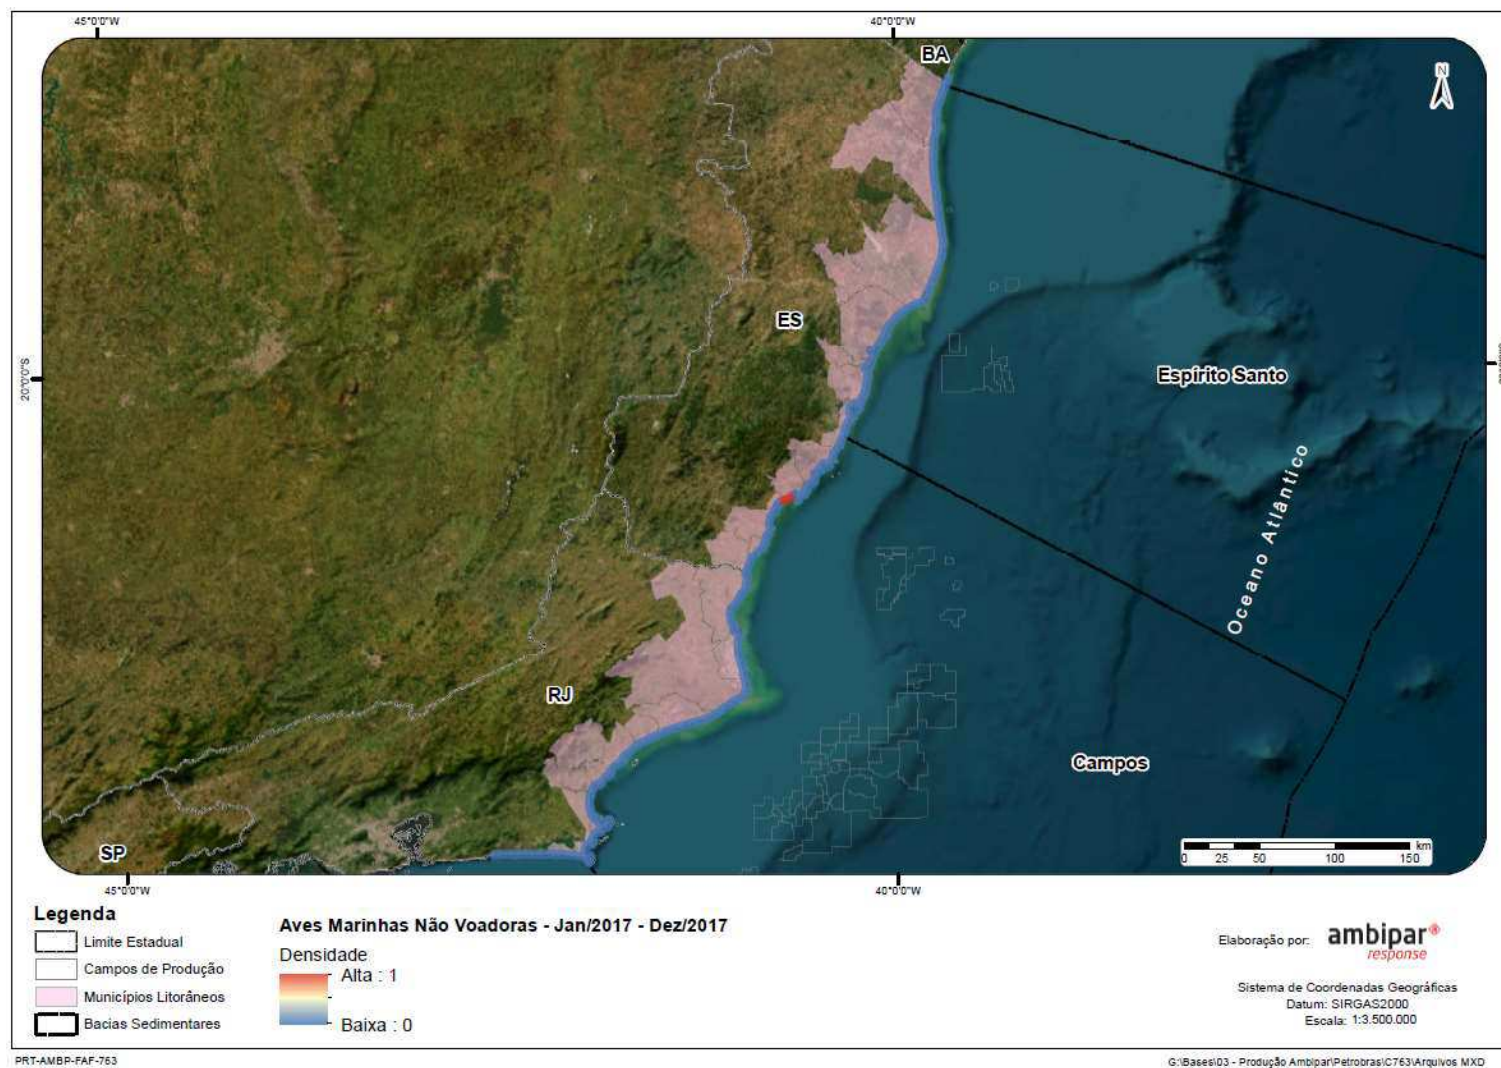 45°0'0"W
40°0'0"W
BA
N
ES
20°0'0"S
Espírito Santo
Oceano Atlântico
RJ
Campos
SP
km
0 25 50 100 150
45°0'0"W
40°0'0"W
Legenda
Limite Estadual
Campos de Produção
Municípios Litorâneos
Bacias Sedimentares
Aves Marinhas Não Voadoras - Jan/2017 - Dez/2017
Densidade
Alta : 1
Baixa : 0
Elaboração por:
ambipar®
response
Sistema de Coordenadas Geográficas
Datum: SIRGAS2000
Escala: 1:3.500.000
PRT-AMBP-FAF-763
G:\Bases\03 - Produção Ambipar\Petrobras\C763\Arquivos MXD